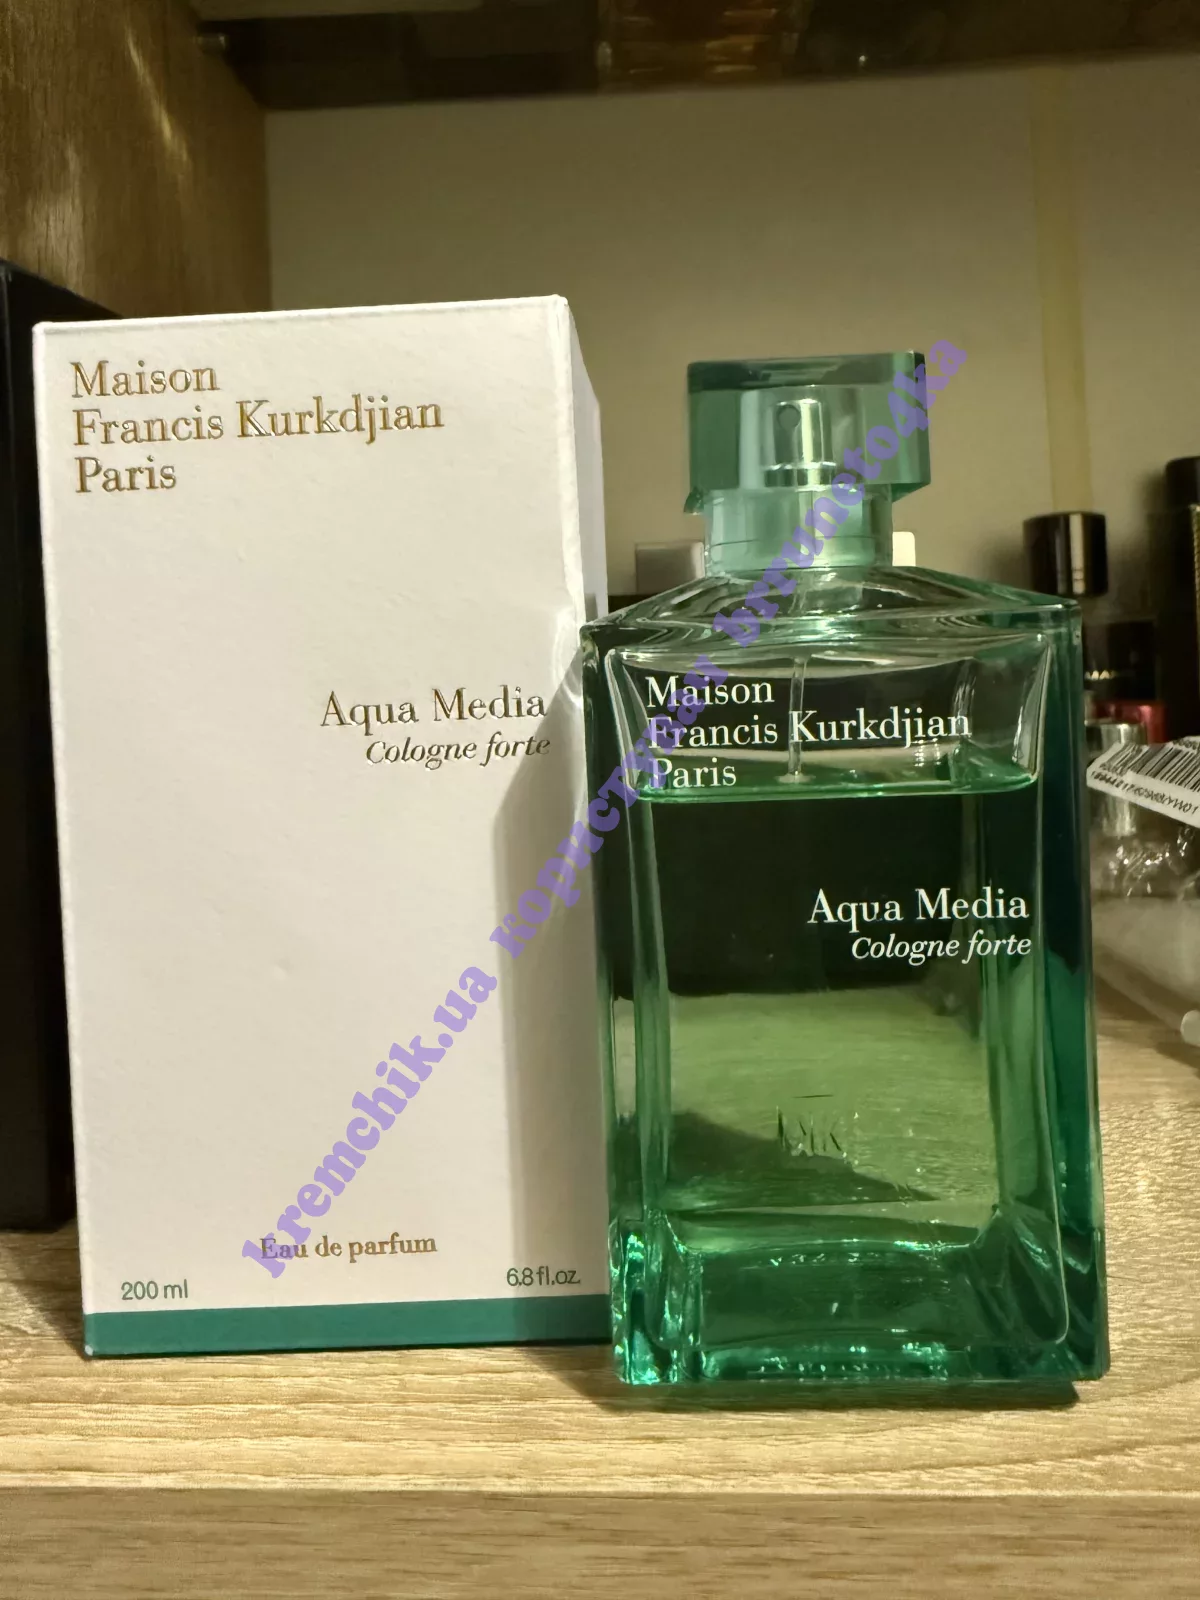 Maison
Francis Kurkdjian
Paris
Aqua Media
Cologne forte
Eau de parfum
200 ml
6.8 fl.oz.
Maison
Francis Kurkdjian
Paris
Aqua Media
Cologne forte
kremchik.ua користувач brruneto4ka